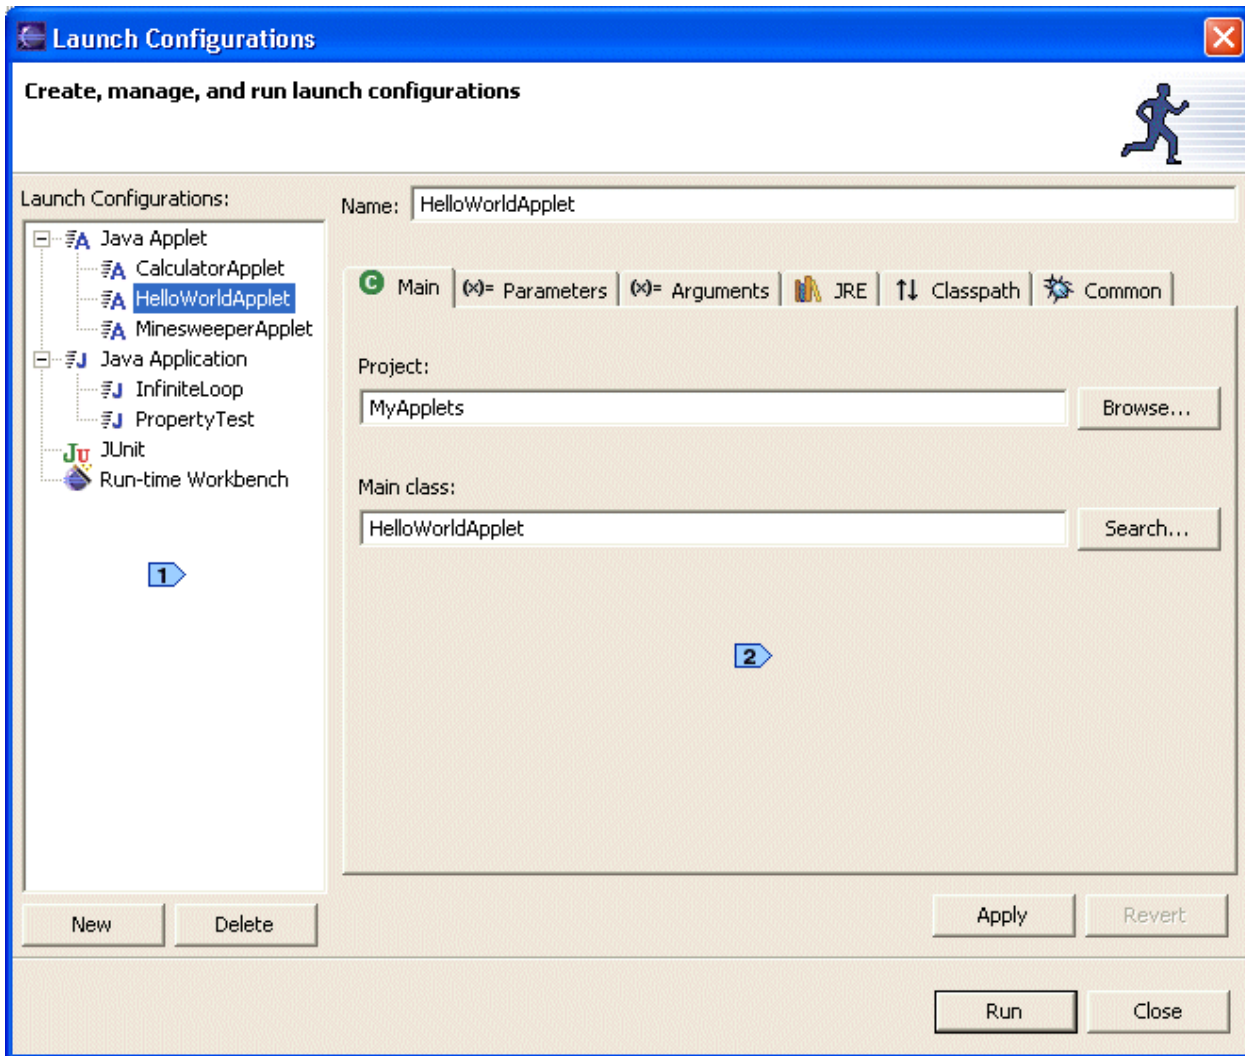 Launch Configurations
Create, manage, and run launch configurations
Launch Configurations:
Java Applet
CalculatorApplet
HelloWorldApplet
MinesweeperApplet
Java Application
InfiniteLoop
PropertyTest
JUnit
Run-time Workbench
1
New Delete
Name: HelloWorldApplet
Main (x)= Parameters (x)= Arguments JRE Classpath Common
Project:
MyApplets Browse...
Main class:
HelloWorldApplet Search...
2
Apply Revert
Run Close